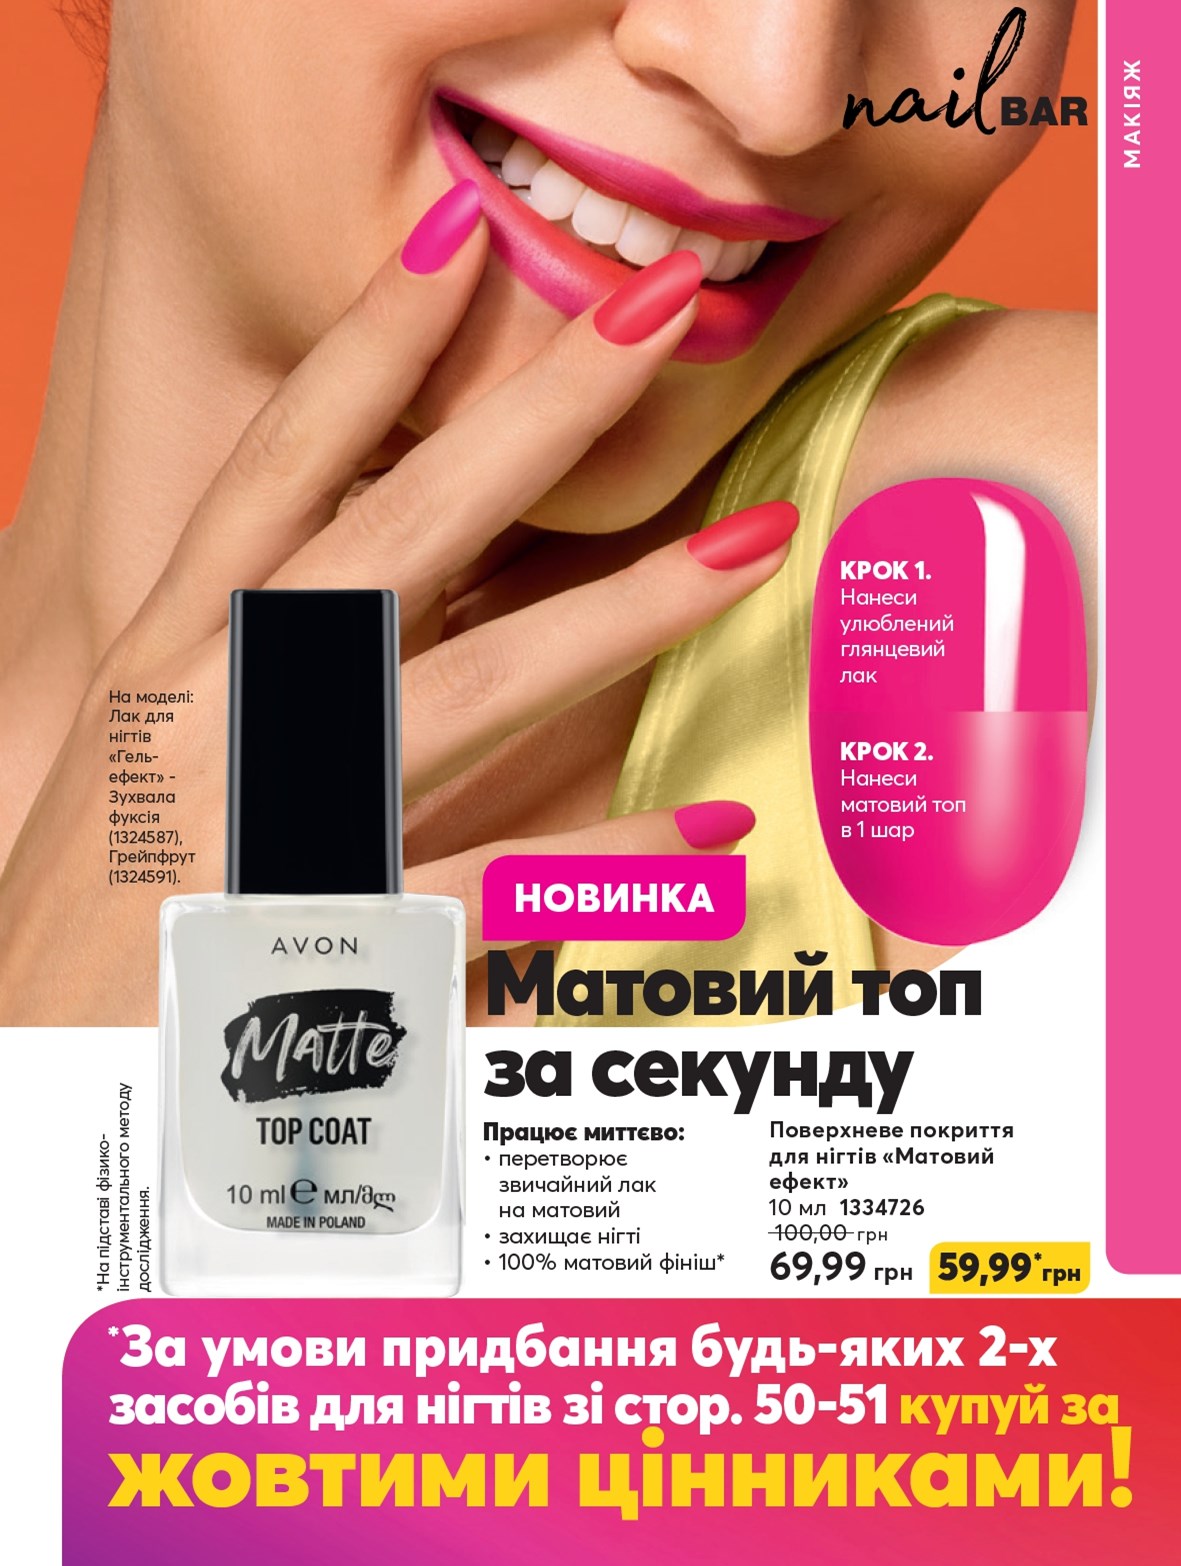 nail BAR
МАКІЯЖ
КРОК 1.
Нанеси
улюблений
глянцевий
лак
КРОК 2.
Нанеси
матовий топ
в 1 шар
На моделі:
Лак для
нігтів
«Гель-
ефект» -
Зухвала
фуксія
(1324587),
Грейпфрут
(1324591).
AVON
Matte
TOP COAT
10 ml e мл/მლ
MADE IN POLAND
НОВИНКА
Матовий топ
за секунду
Працює миттєво:
• перетворює
звичайний лак
на матовий
• захищає нігті
• 100% матовий фініш*
Поверхневе покриття
для нігтів «Матовий
ефект»
10 мл 1334726
100,00 грн
69,99 грн
59,99* грн
*На підставі фізико-
інструментального методу
дослідження.
*За умови придбання будь-яких 2-х
засобів для нігтів зі стор. 50-51 купуй за
жовтими цінниками!